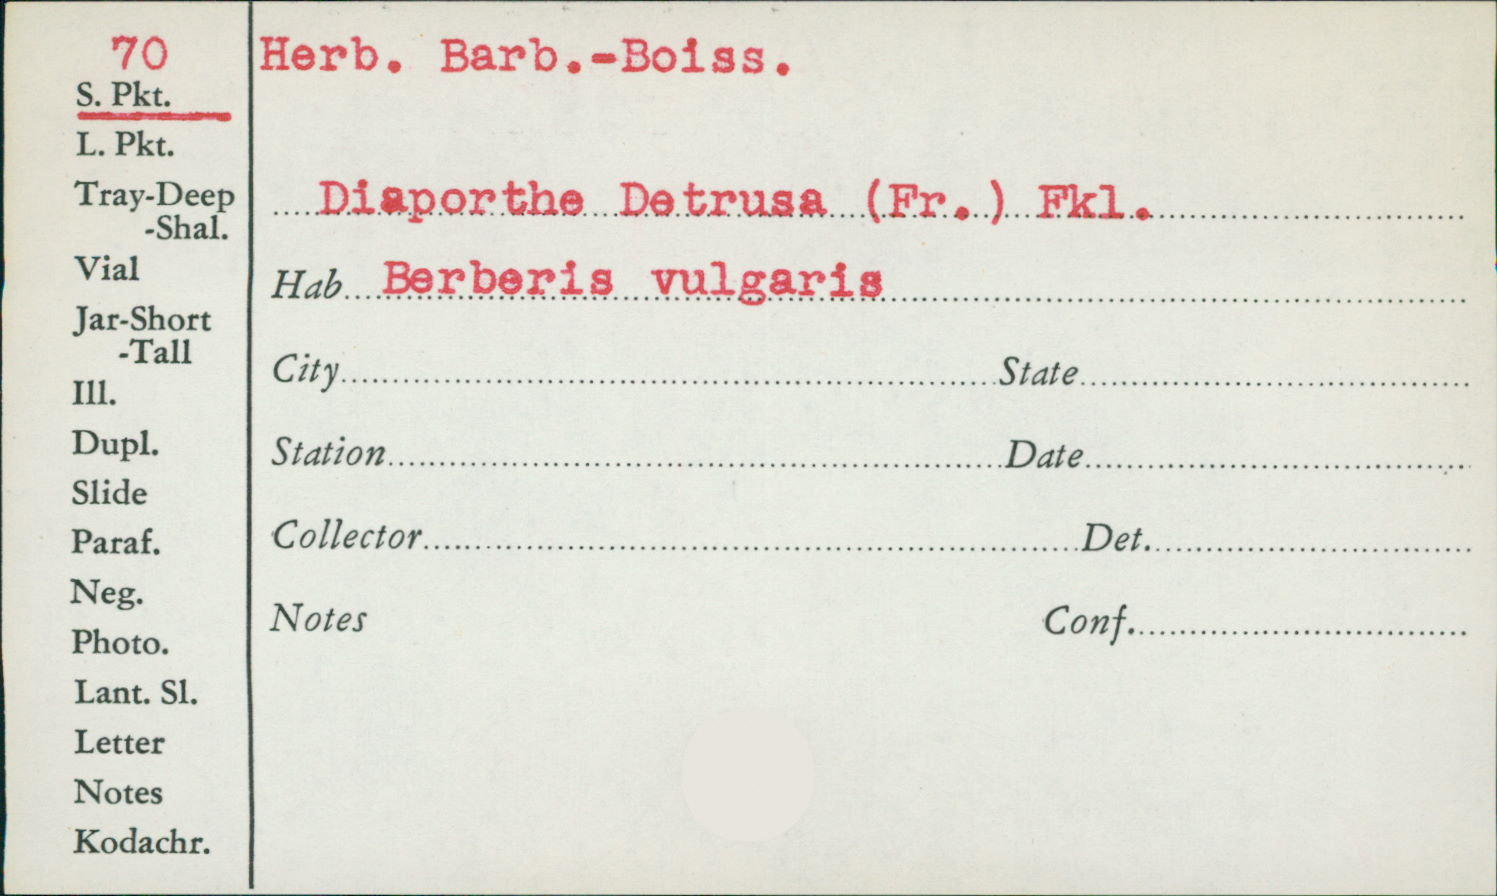 70
S. Pkt.
L. Pkt.
Tray-Deep
-Shal.
Vial
Jar-Short
-Tall
Ill.
Dupl.
Slide
Paraf.
Neg.
Photo.
Lant. Sl.
Letter
Notes
Kodachr.
Herb. Barb.-Boiss.
Diaporthe Detrusa (Fr.) Fkl.
Hab. Berberis vulgaris
City State
Station Date
Collector Det.
Notes Conf.